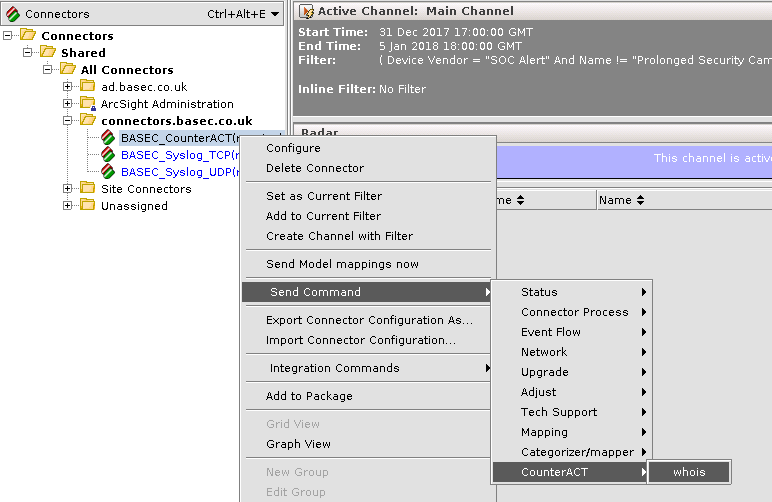 Connectors
Ctrl+Alt+E
Connectors
Shared
All Connectors
ad.basec.co.uk
ArcSight Administration
connectors.basec.co.uk
BASEC_CounterACT(
BASEC_Syslog_TCP(
BASEC_Syslog_UDP(
Site Connectors
Unassigned
Active Channel: Main Channel
Start Time: 31 Dec 2017 17:00:00 GMT
End Time: 5 Jan 2018 18:00:00 GMT
Filter: ( Device Vendor = "SOC Alert" And Name != "Prolonged Security Cam
Inline Filter: No Filter
Radar
This channel is active
me
Name
Configure
Delete Connector
Set as Current Filter
Add to Current Filter
Create Channel with Filter
Send Model mappings now
Send Command
Export Connector Configuration As...
Import Connector Configuration...
Integration Commands
Add to Package
Grid View
Graph View
New Group
Edit Group
Status
Connector Process
Event Flow
Network
Upgrade
Adjust
Tech Support
Mapping
Categorizer/mapper
CounterACT
whois